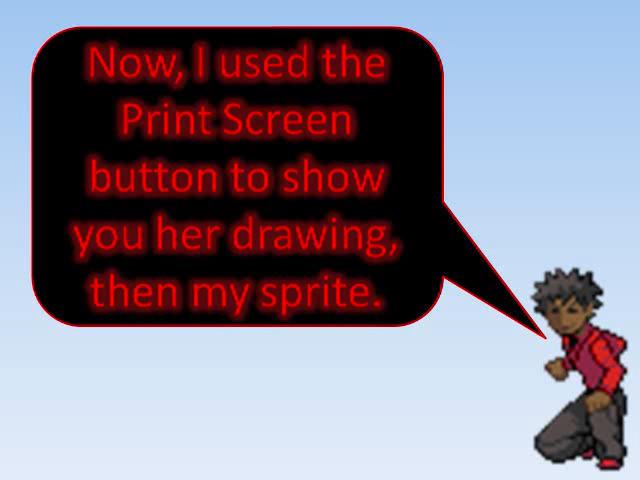 Now, I used the
Print Screen
button to show
you her drawing,
then my sprite.